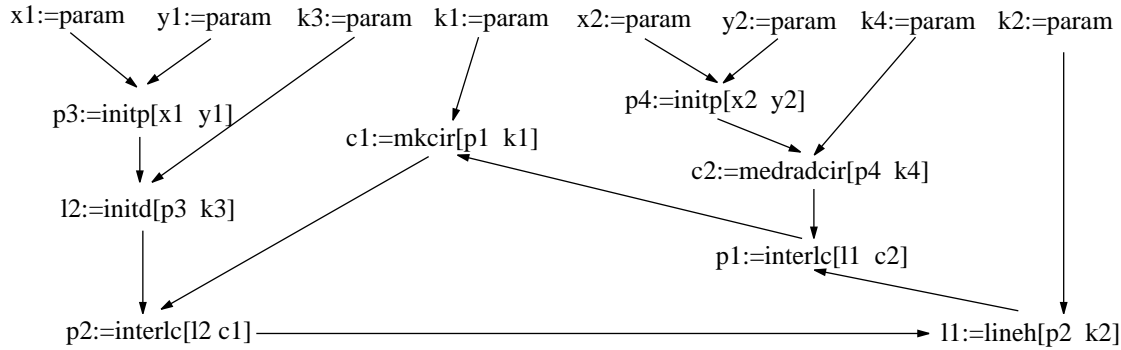 x1:=param y1:=param k3:=param k1:=param x2:=param y2:=param k4:=param k2:=param
p3:=initp[x1 y1]
p4:=initp[x2 y2]
c1:=mkcir[p1 k1]
c2:=medradcir[p4 k4]
l2:=initd[p3 k3]
p1:=interlc[l1 c2]
p2:=interlc[l2 c1]
l1:=lineh[p2 k2]